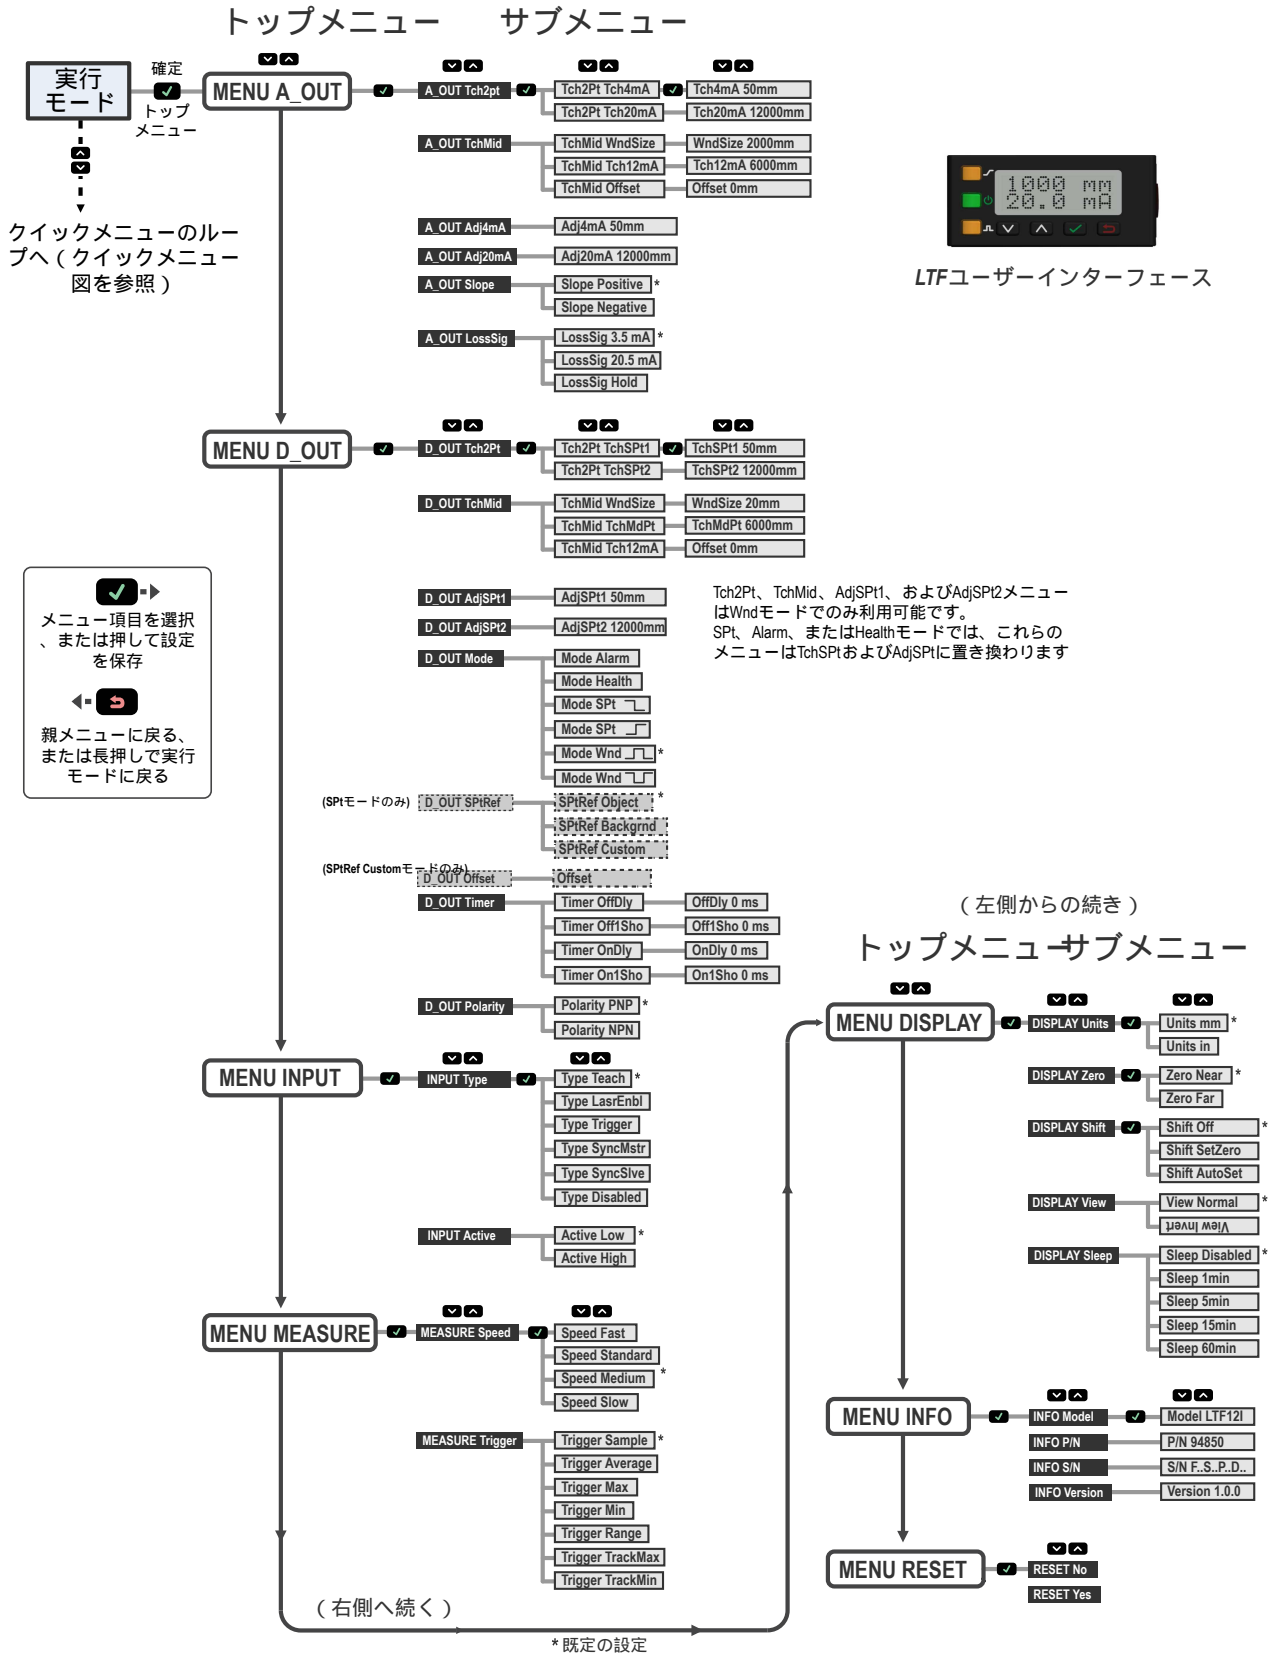 トップメニュー サブメニュー
実行
モード
確定
トップ
メニュー
クイックメニューのルー
プへ（クイックメニュー
図を参照）
MENU A_OUT
A_OUT Tch2pt
Tch2Pt Tch4mA
Tch4mA 50mm
Tch2Pt Tch20mA
Tch20mA 12000mm
A_OUT TchMid
TchMid WndSize
WndSize 2000mm
TchMid Tch12mA
Tch12mA 6000mm
TchMid Offset
Offset 0mm
A_OUT Adj4mA
Adj4mA 50mm
A_OUT Adj20mA
Adj20mA 12000mm
A_OUT Slope
Slope Positive *
Slope Negative
A_OUT LossSig
LossSig 3.5 mA *
LossSig 20.5 mA
LossSig Hold
1000 mm
20.0 mA
LTFユーザーインターフェース
MENU D_OUT
D_OUT Tch2Pt
Tch2Pt TchSPt1
TchSPt1 50mm
Tch2Pt TchSPt2
TchSPt2 12000mm
D_OUT TchMid
TchMid WndSize
WndSize 20mm
TchMid TchMdPt
TchMdPt 6000mm
TchMid Tch12mA
Offset 0mm
D_OUT AdjSPt1
AdjSPt1 50mm
D_OUT AdjSPt2
AdjSPt2 12000mm
D_OUT Mode
Mode Alarm
Mode Health
Mode SPt
Mode SPt
Mode Wnd *
Mode Wnd
(SPtモードのみ)
D_OUT SPtRef
SPtRef Object *
SPtRef Backgrnd
SPtRef Custom
(SPtRef Customモードのみ)
D_OUT Offset
Offset
D_OUT Timer
Timer OffDly
OffDly 0 ms
Timer Off1Sho
Off1Sho 0 ms
Timer OnDly
OnDly 0 ms
Timer On1Sho
On1Sho 0 ms
D_OUT Polarity
Polarity PNP *
Polarity NPN
メニュー項目を選択
、または押して設定
を保存
親メニューに戻る、
または長押しで実行
モードに戻る
Tch2Pt、TchMid、AdjSPt1、およびAdjSPt2メニュー
はWndモードでのみ利用可能です。
SPt、Alarm、またはHealthモードでは、これらの
メニューはTchSPtおよびAdjSPtに置き換わります
MENU INPUT
INPUT Type
Type Teach *
Type LasrEnbl
Type Trigger
Type SyncMstr
Type SyncSlve
Type Disabled
INPUT Active
Active Low *
Active High
MENU MEASURE
MEASURE Speed
Speed Fast
Speed Standard
Speed Medium *
Speed Slow
MEASURE Trigger
Trigger Sample *
Trigger Average
Trigger Max
Trigger Min
Trigger Range
Trigger TrackMax
Trigger TrackMin
（右側へ続く）
* 既定の設定
（左側からの続き）
トップメニュー サブメニュー
MENU DISPLAY
DISPLAY Units
Units mm *
Units in
DISPLAY Zero
Zero Near *
Zero Far
DISPLAY Shift
Shift Off *
Shift SetZero
Shift AutoSet
DISPLAY View
View Normal *
View Invert
DISPLAY Sleep
Sleep Disabled *
Sleep 1min
Sleep 5min
Sleep 15min
Sleep 60min
MENU INFO
INFO Model
Model LTF12I
INFO P/N
P/N 94850
INFO S/N
S/N F..S..P..D..
INFO Version
Version 1.0.0
MENU RESET
RESET No
RESET Yes